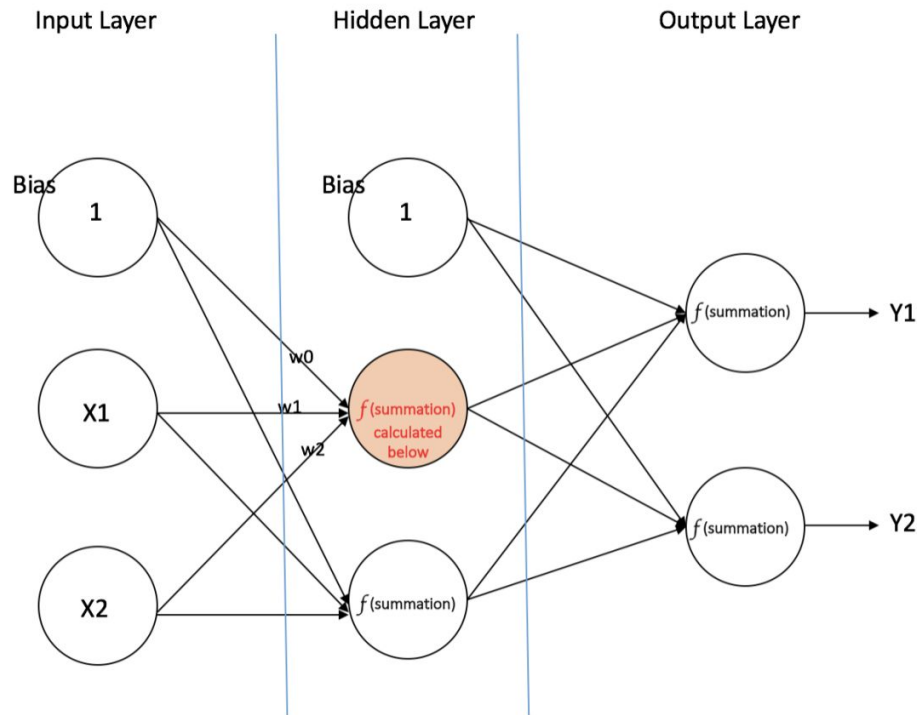 Input Layer
Hidden Layer
Output Layer
Bias
1
Bias
1
f(summation)
Y1
w0
X1
w1
f(summation)
calculated
below
w2
f(summation)
Y2
X2
f(summation)